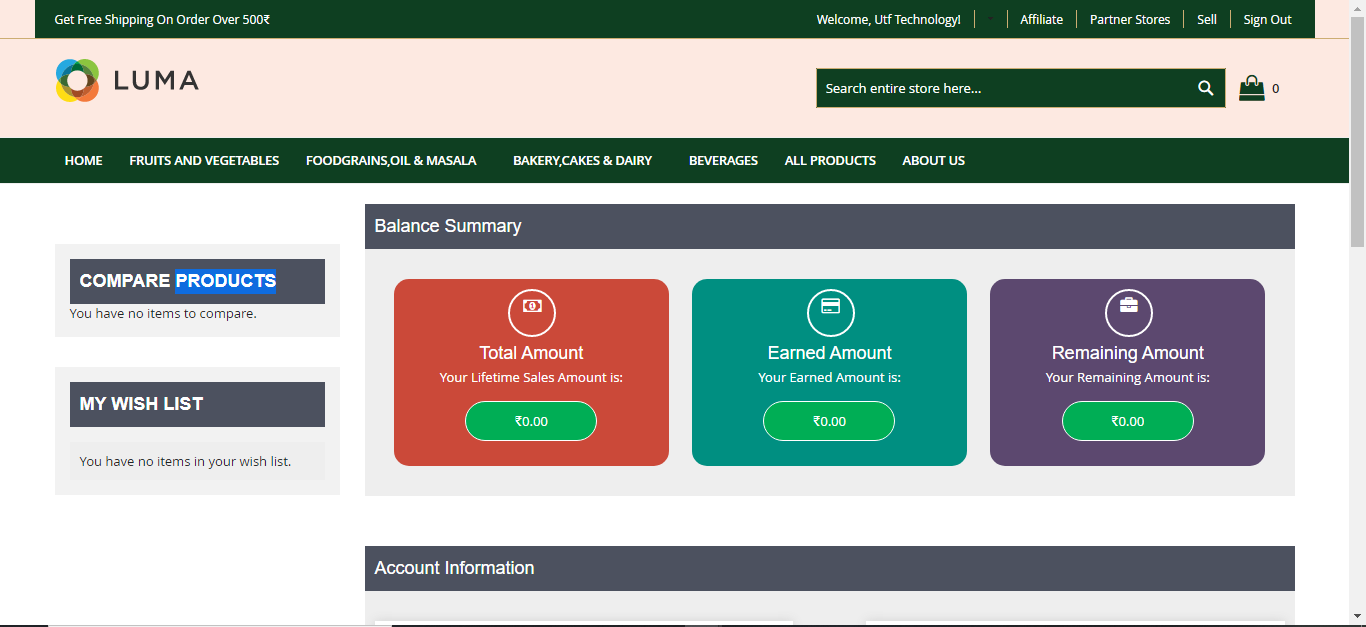 Get Free Shipping On Order Over 500₹
Welcome, Utf Technology!
Affiliate
Partner Stores
Sell
Sign Out
LUMA
Search entire store here...
0
HOME
FRUITS AND VEGETABLES
FOODGRAINS,OIL & MASALA
BAKERY,CAKES & DAIRY
BEVERAGES
ALL PRODUCTS
ABOUT US
COMPARE PRODUCTS
You have no items to compare.
MY WISH LIST
You have no items in your wish list.
Balance Summary
Total Amount
Your Lifetime Sales Amount is:
₹0.00
Earned Amount
Your Earned Amount is:
₹0.00
Remaining Amount
Your Remaining Amount is:
₹0.00
Account Information